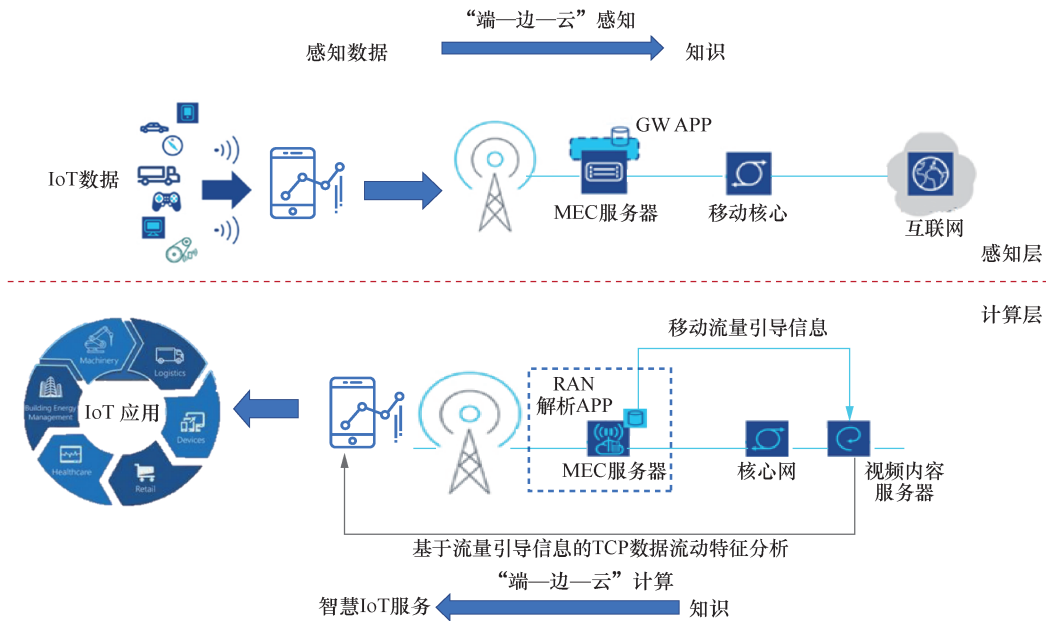 “端—边—云”感知
感知数据
知识
GW APP
IoT数据
MEC服务器
移动核心
互联网
感知层
计算层
移动流量引导信息
Machinery
Logistics
Building Energy
Management
IoT 应用
Devices
Healthcare
Retail
RAN
解析APP
MEC服务器
核心网
视频内容
服务器
基于流量引导信息的TCP数据流动特征分析
“端—边—云”计算
智慧IoT服务
知识